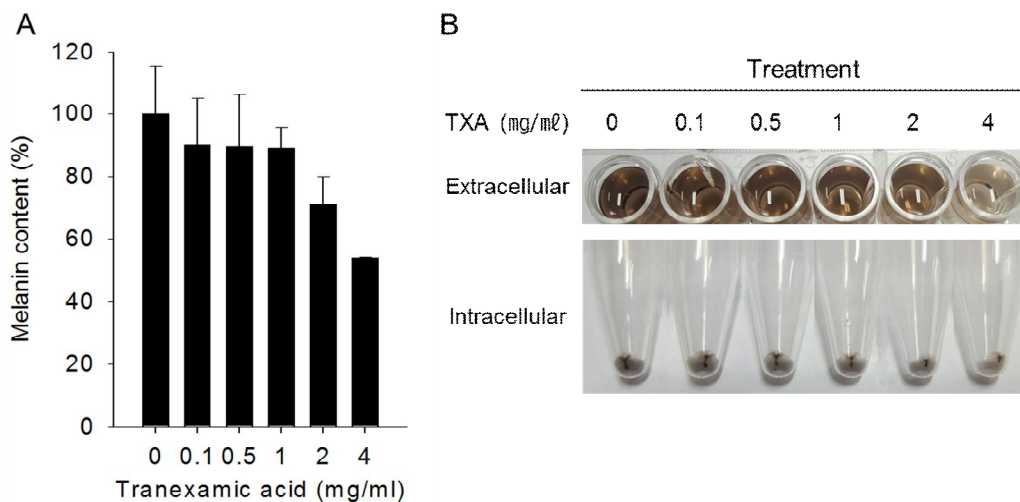 A
120
100
80
60
40
20
0
Melanin content (%)
0 0.1 0.5 1 2 4
Tranexamic acid (mg/ml)
B
Treatment
TXA (㎎/㎖) 0 0.1 0.5 1 2 4
Extracellular
Intracellular